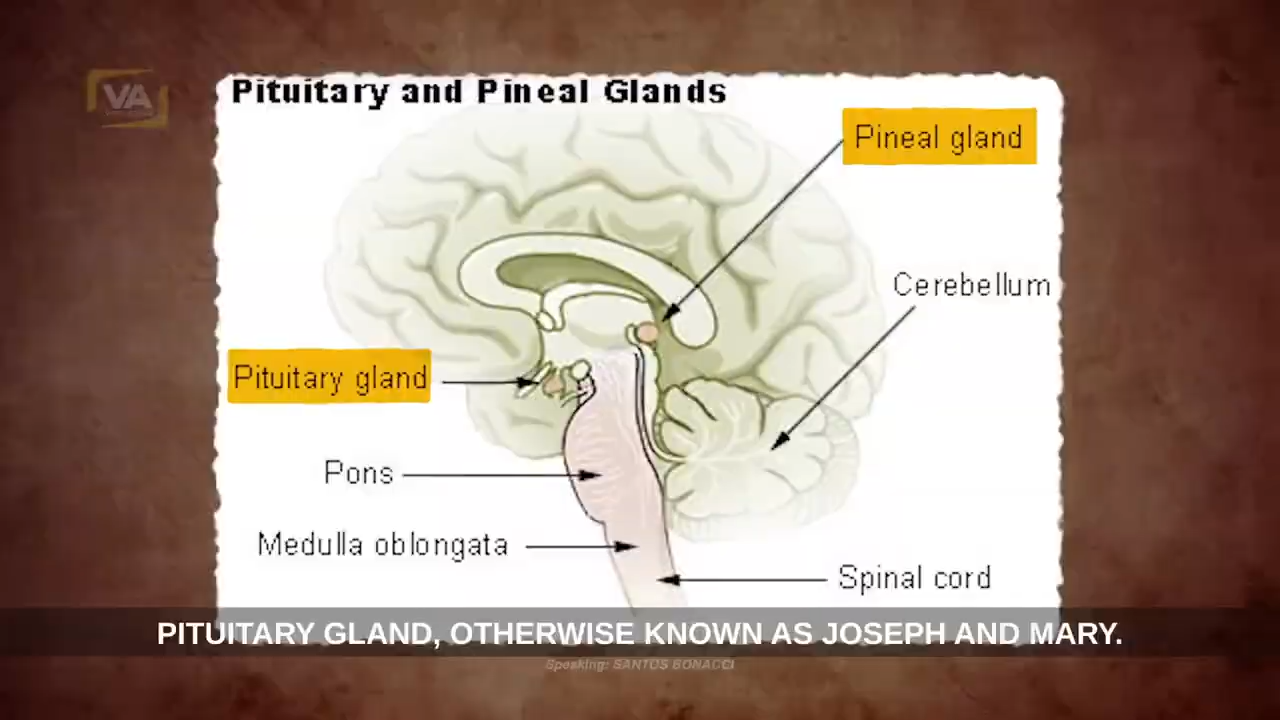 VA
Pituitary and Pineal Glands
Pineal gland
Cerebellum
Pituitary gland
Pons
Medulla oblongata
Spinal cord
PITUITARY GLAND, OTHERWISE KNOWN AS JOSEPH AND MARY.
Speaking: SANTOS BONACCI